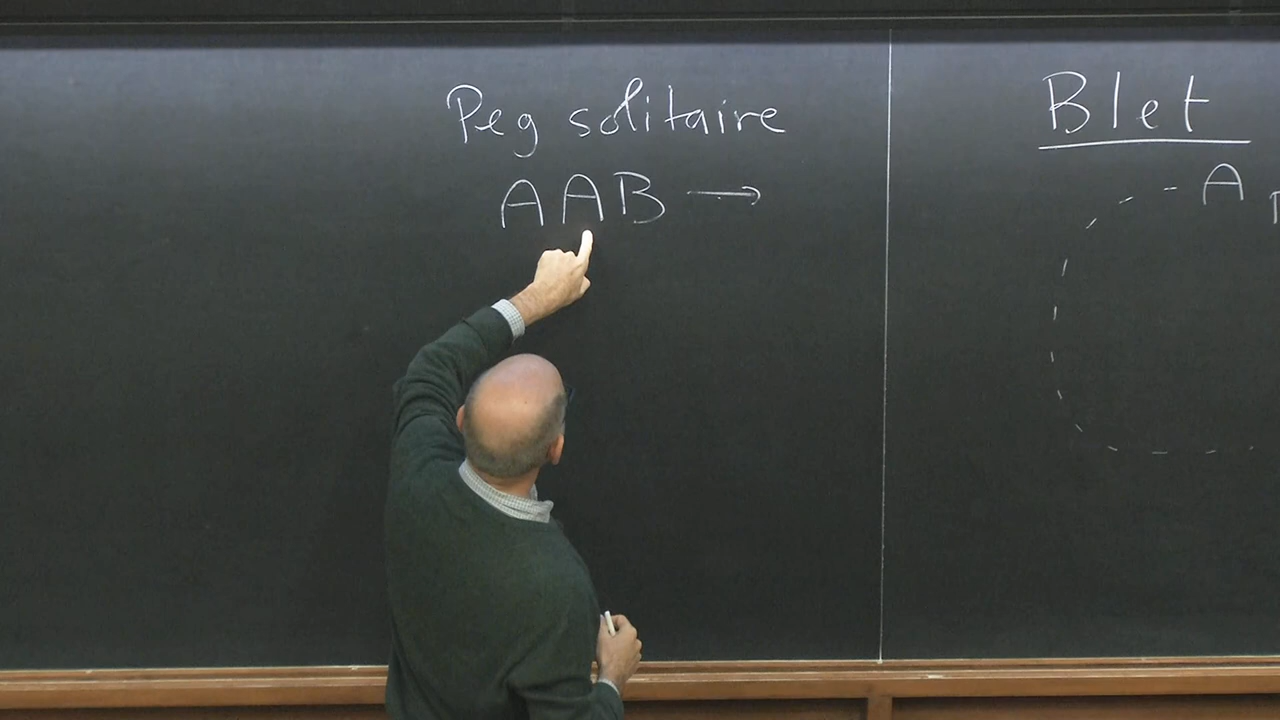 Peg solitaire
AAB →
Blet
A